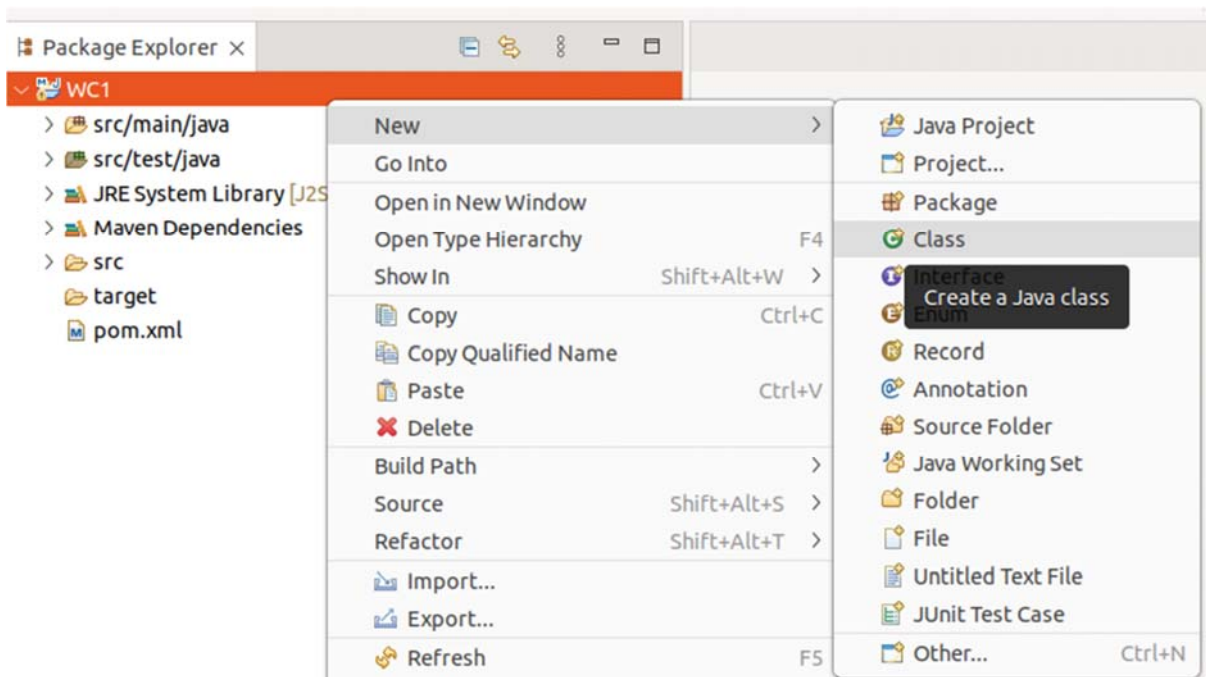 Package Explorer
WC1
src/main/java
src/test/java
JRE System Library [J2S
Maven Dependencies
src
target
pom.xml
New
Go Into
Open in New Window
Open Type Hierarchy F4
Show In Shift+Alt+W
Copy Ctrl+C
Copy Qualified Name
Paste Ctrl+V
Delete
Build Path
Source Shift+Alt+S
Refactor Shift+Alt+T
Import...
Export...
Refresh F5
Java Project
Project...
Package
Class
Interface
Create a Java class
Enum
Record
Annotation
Source Folder
Java Working Set
Folder
File
Untitled Text File
JUnit Test Case
Other... Ctrl+N